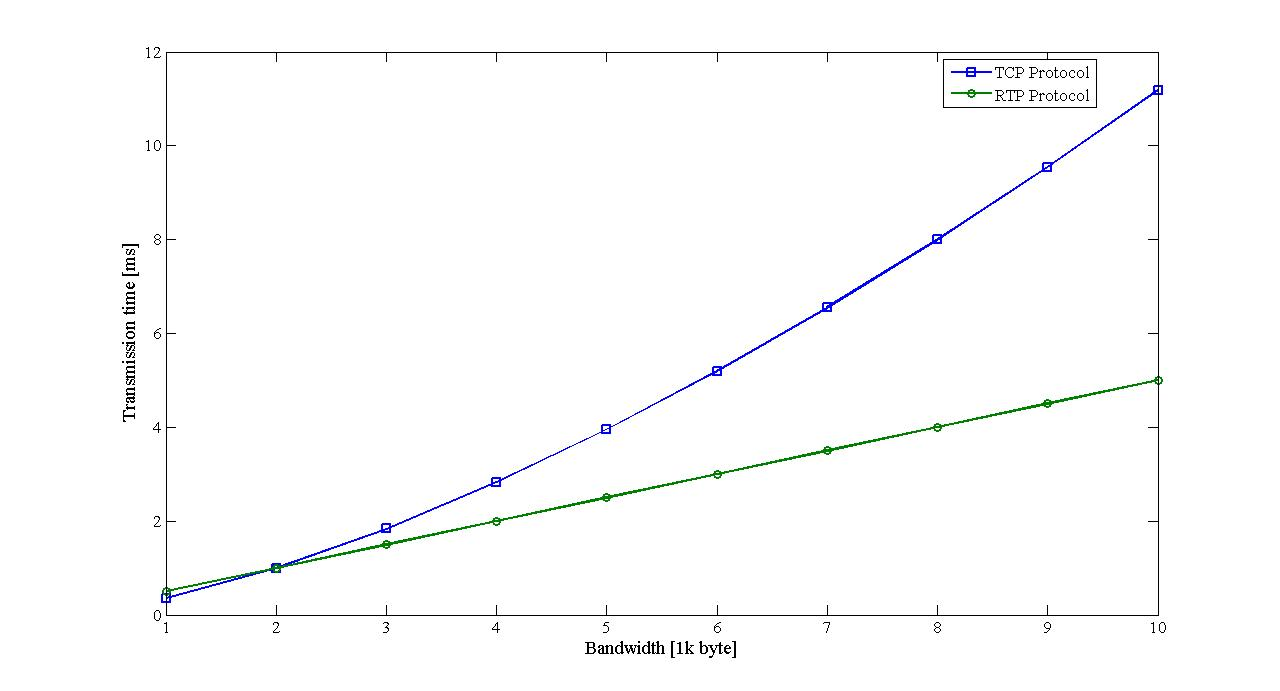 12
10
8
6
4
2
0
Transmission time [ms]
TCP Protocol
RTP Protocol
1 2 3 4 5 6 7 8 9 10
Bandwidth [1k byte]